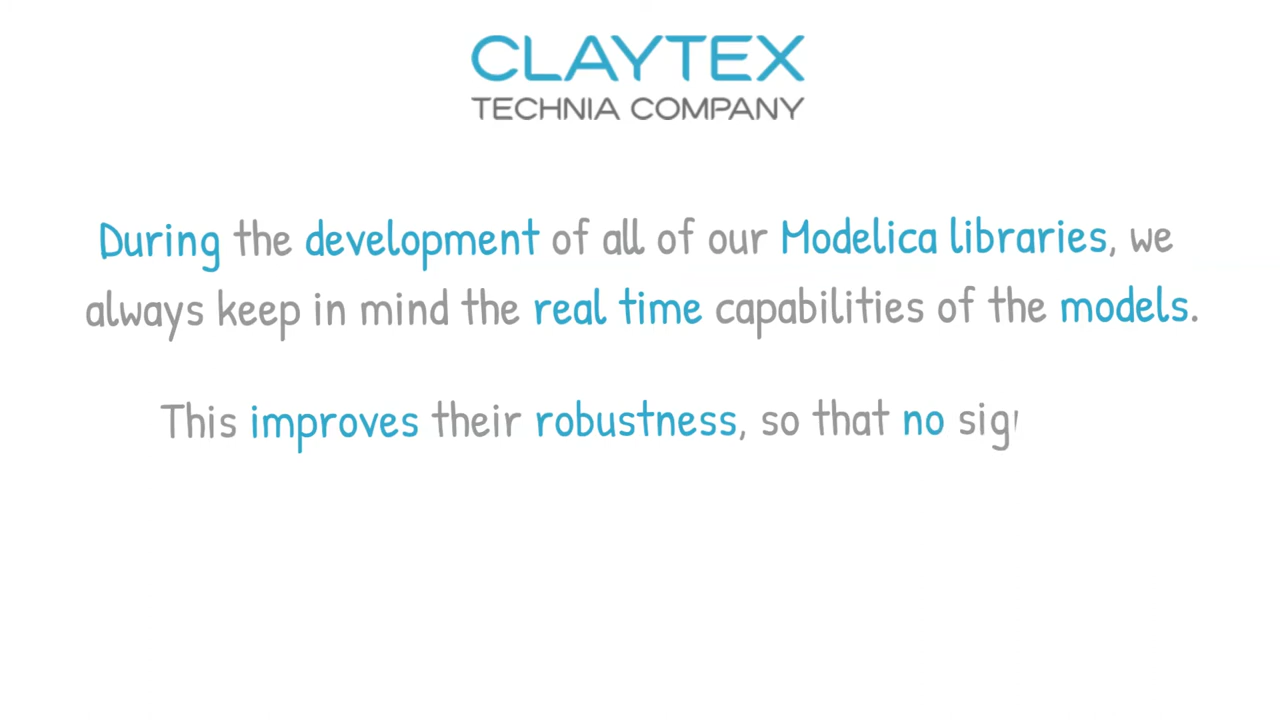 CLAYTEX
TECHNIA COMPANY
During the development of all of our Modelica libraries, we
always keep in mind the real time capabilities of the models.
This improves their robustness, so that no sig